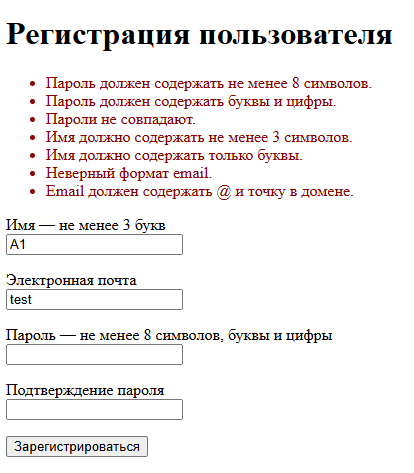 Регистрация пользователя
Пароль должен содержать не менее 8 символов.
Пароль должен содержать буквы и цифры.
Пароли не совпадают.
Имя должно содержать не менее 3 символов.
Имя должно содержать только буквы.
Неверный формат email.
Email должен содержать @ и точку в домене.
Имя — не менее 3 букв
A1
Электронная почта
test
Пароль — не менее 8 символов, буквы и цифры
Подтверждение пароля
Зарегистрироваться